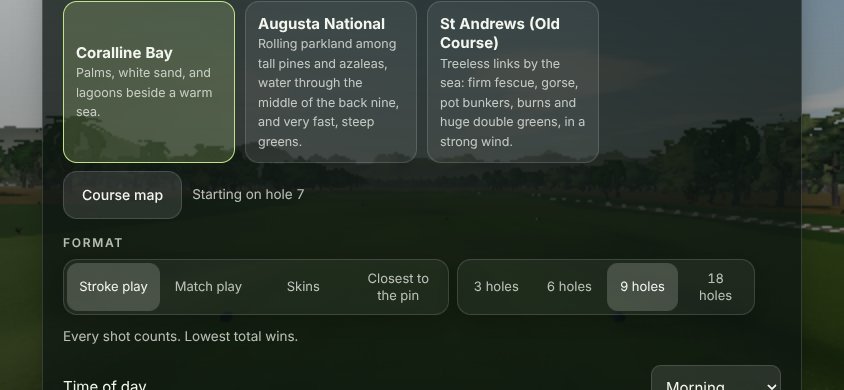 Coralline Bay
Palms, white sand, and
lagoons beside a warm
sea.
Augusta National
Rolling parkland among
tall pines and azaleas,
water through the
middle of the back nine,
and very fast, steep
greens.
St Andrews (Old
Course)
Treeless links by the
sea: firm fescue, gorse,
pot bunkers, burns and
huge double greens, in a
strong wind.
Course map
Starting on hole 7
FORMAT
Stroke play
Match play
Skins
Closest to
the pin
3 holes
6 holes
9 holes
18
holes
Every shot counts. Lowest total wins.
Time of day
Morning